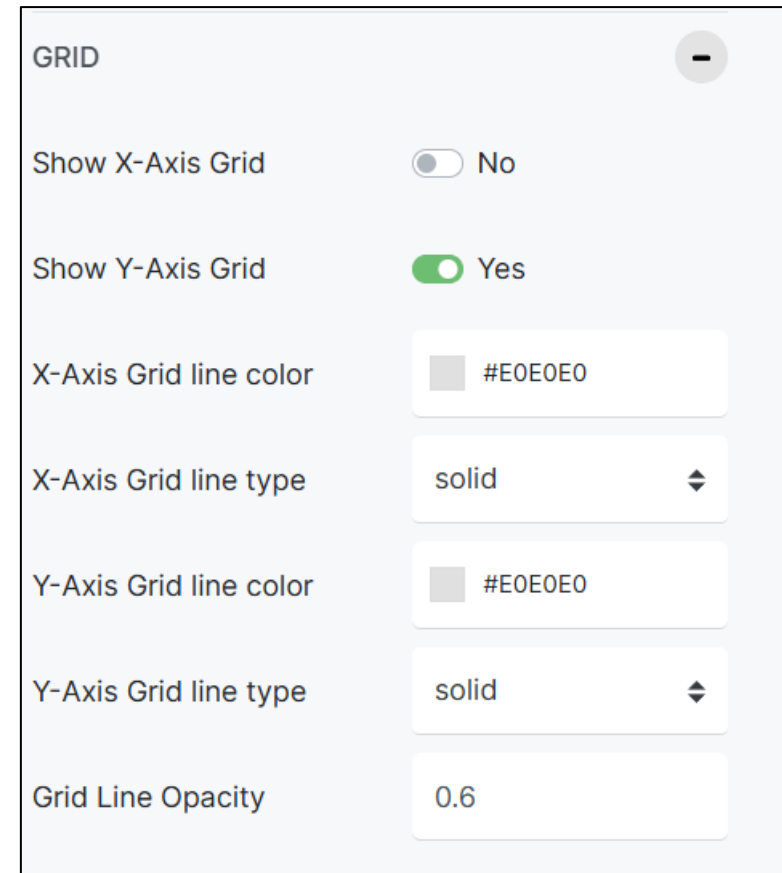 GRID
Show X-Axis Grid No
Show Y-Axis Grid Yes
X-Axis Grid line color #E0E0E0
X-Axis Grid line type solid
Y-Axis Grid line color #E0E0E0
Y-Axis Grid line type solid
Grid Line Opacity 0.6